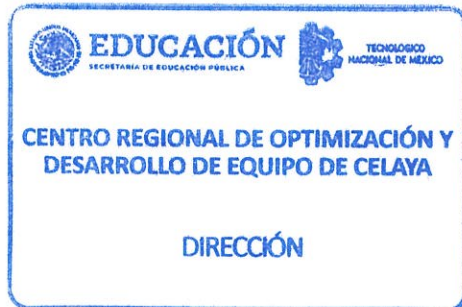 EDUCACIÓN
SECRETARÍA DE EDUCACIÓN PÚBLICA
TECNOLÓGICO
NACIONAL DE MÉXICO
CENTRO REGIONAL DE OPTIMIZACIÓN Y
DESARROLLO DE EQUIPO DE CELAYA
DIRECCIÓN